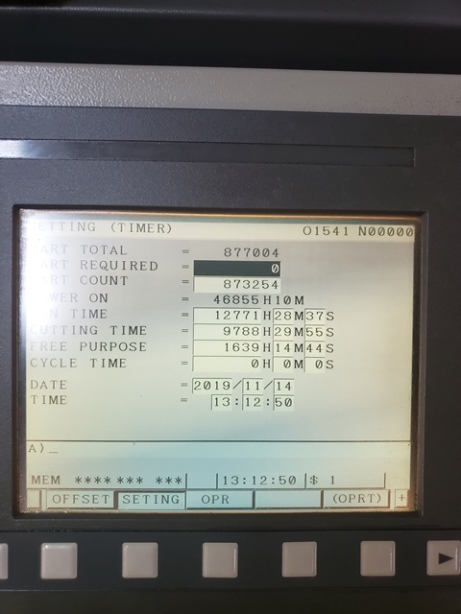 ETTING (TIMER) O1541 N00000
ART TOTAL = 877004
ART REQUIRED = 0
ART COUNT = 873254
WER ON = 46855H10M
N TIME = 12771H28M37S
CUTTING TIME = 9788H29M55S
FREE PURPOSE = 1639H14M44S
CYCLE TIME = 0H 0M 0S
DATE = 2019/11/14
TIME = 13:12:50
A)_
MEM **** *** *** 13:12:50 $ 1
OFFSET SETING OPR (OPRT) +